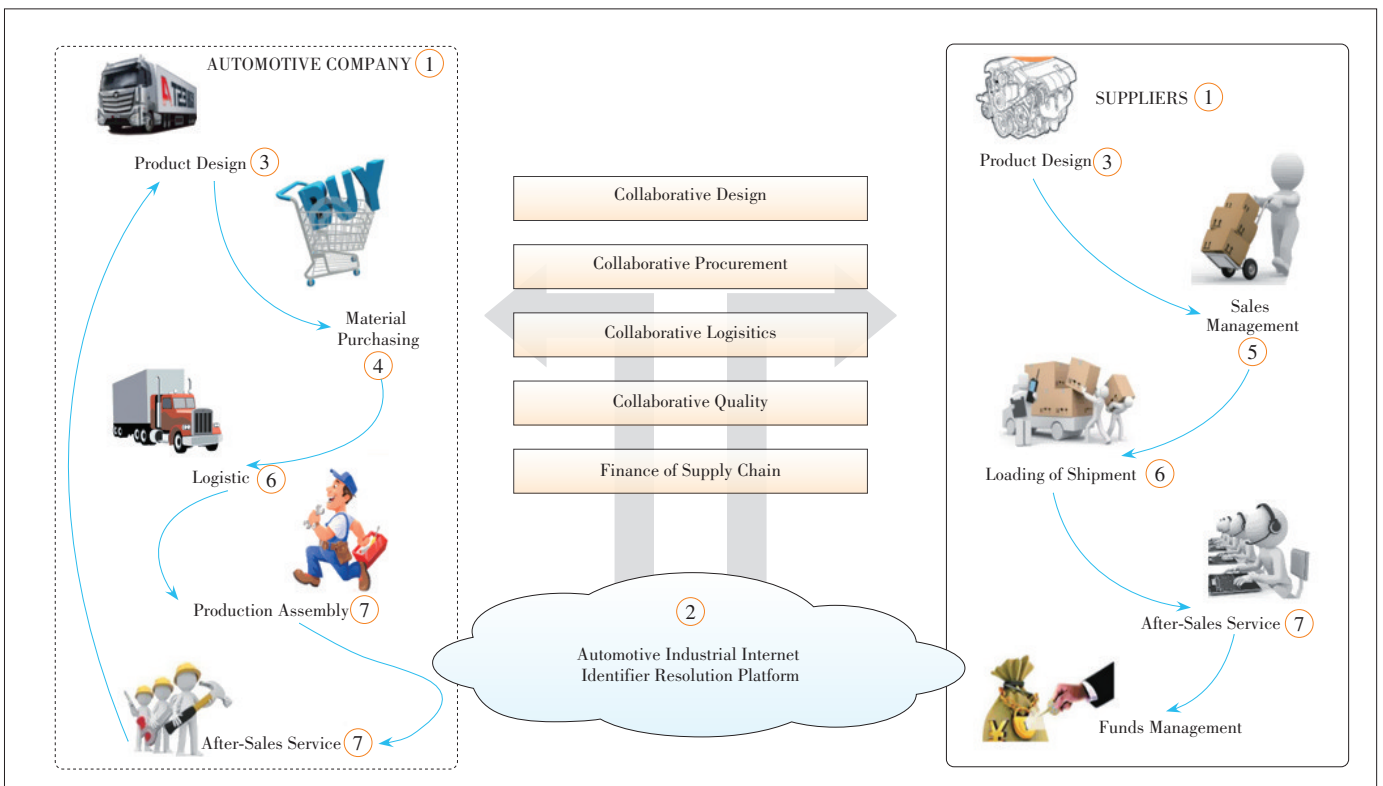 AUTOMOTIVE COMPANY 1
Product Design 3
BUY
Material
Purchasing
4
Logistic 6
Production Assembly 7
After-Sales Service 7
Collaborative Design
Collaborative Procurement
Collaborative Logisitics
Collaborative Quality
Finance of Supply Chain
2
Automotive Industrial Internet
Identifier Resolution Platform
SUPPLIERS 1
Product Design 3
Sales
Management
5
Loading of Shipment 6
After-Sales Service 7
¥
Funds Management